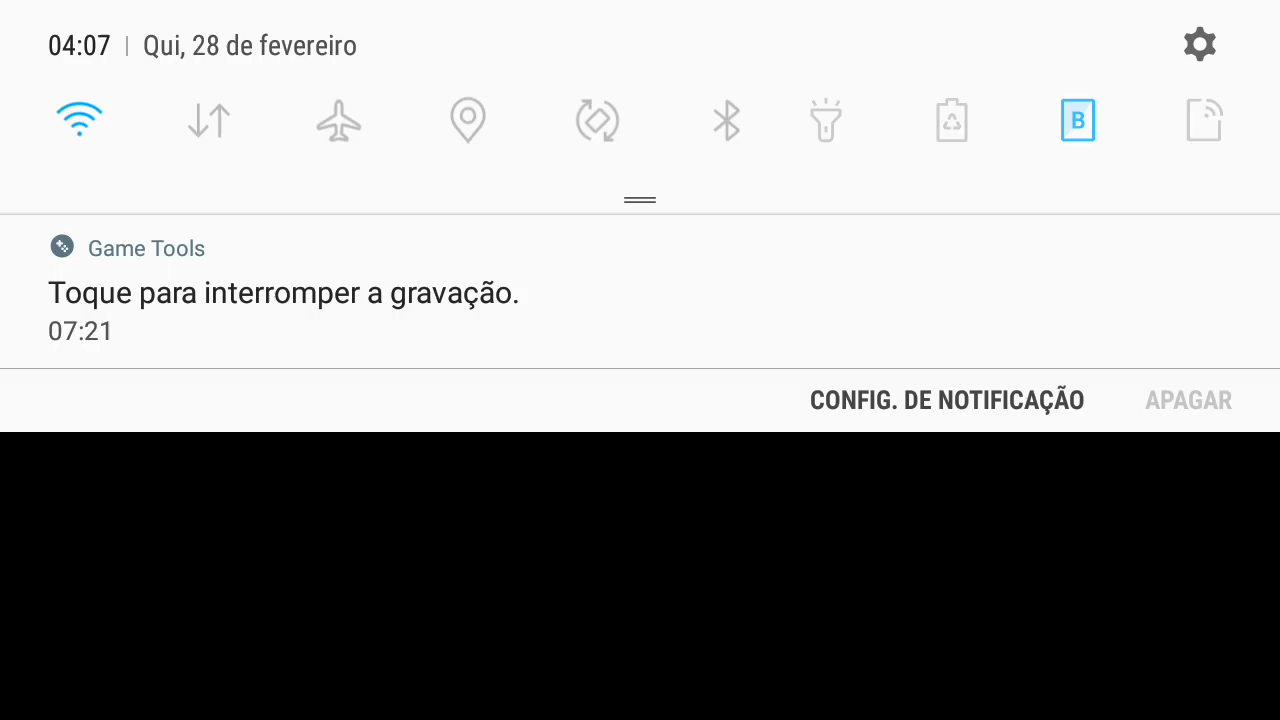 04:07 | Qui, 28 de fevereiro
B
Game Tools
Toque para interromper a gravação.
07:21
CONFIG. DE NOTIFICAÇÃO APAGAR